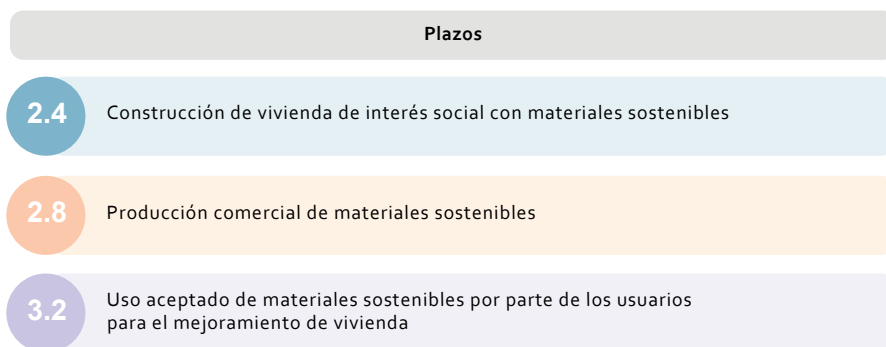 Plazos
2.4
Construcción de vivienda de interés social con materiales sostenibles
2.8
Producción comercial de materiales sostenibles
3.2
Uso aceptado de materiales sostenibles por parte de los usuarios
para el mejoramiento de vivienda